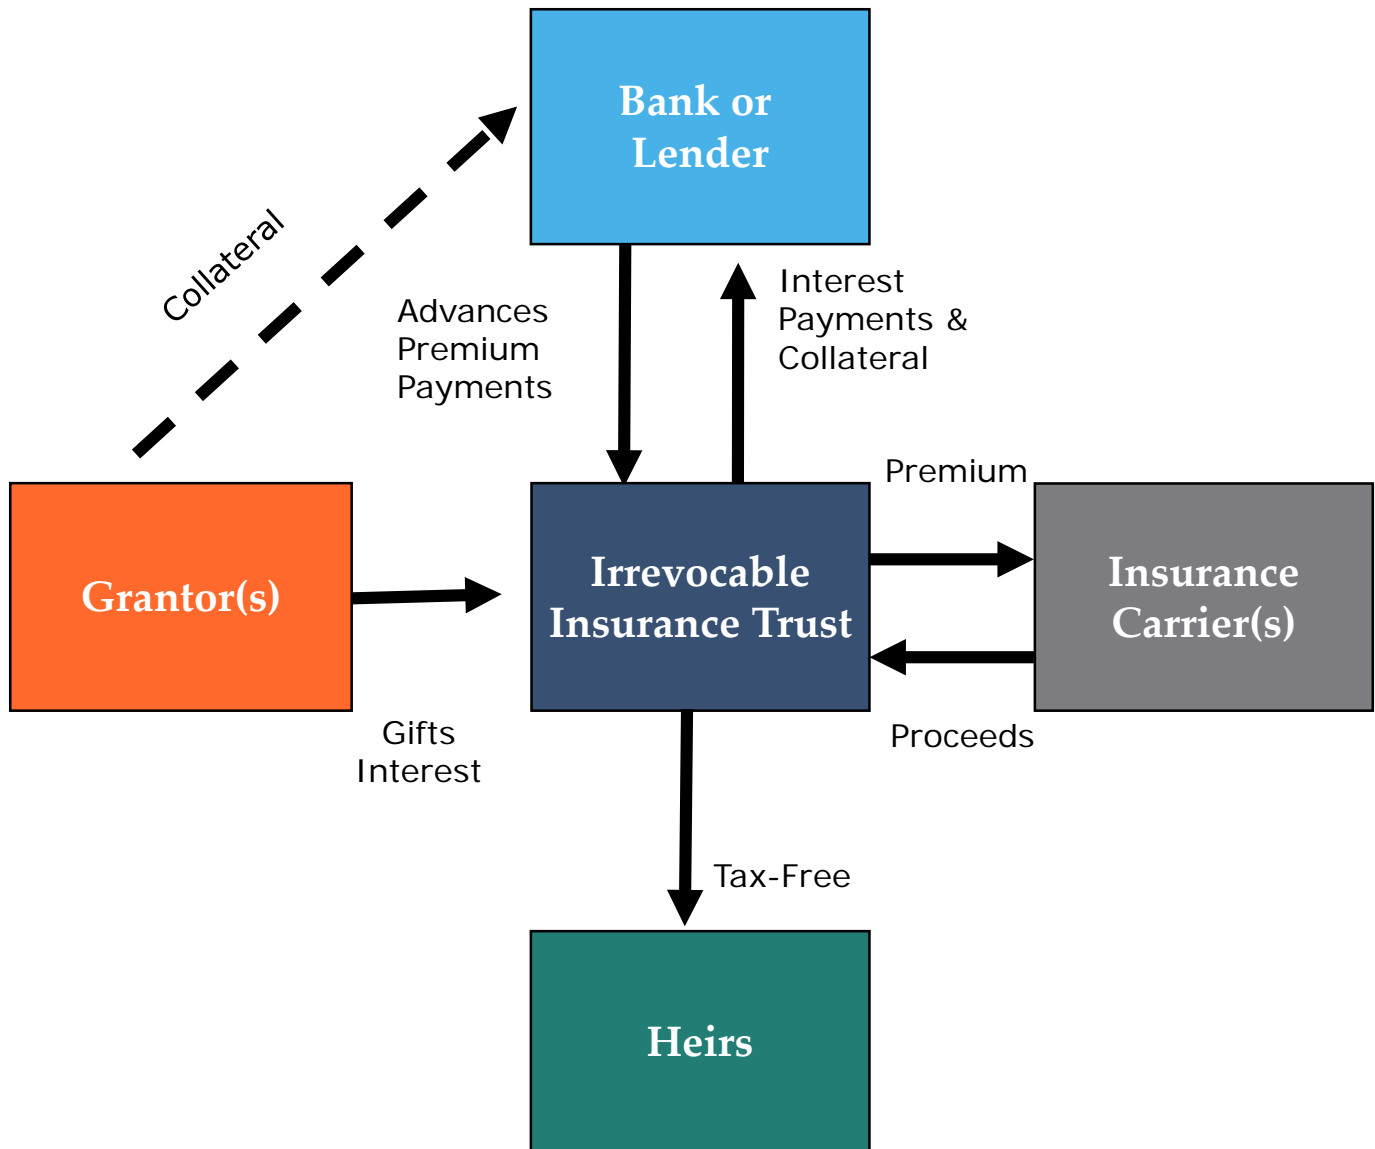 Bank or
Lender
Collateral
Advances
Premium
Payments
Interest
Payments &
Collateral
Premium
Grantor(s)
Irrevocable
Insurance Trust
Insurance
Carrier(s)
Gifts
Interest
Proceeds
Tax-Free
Heirs